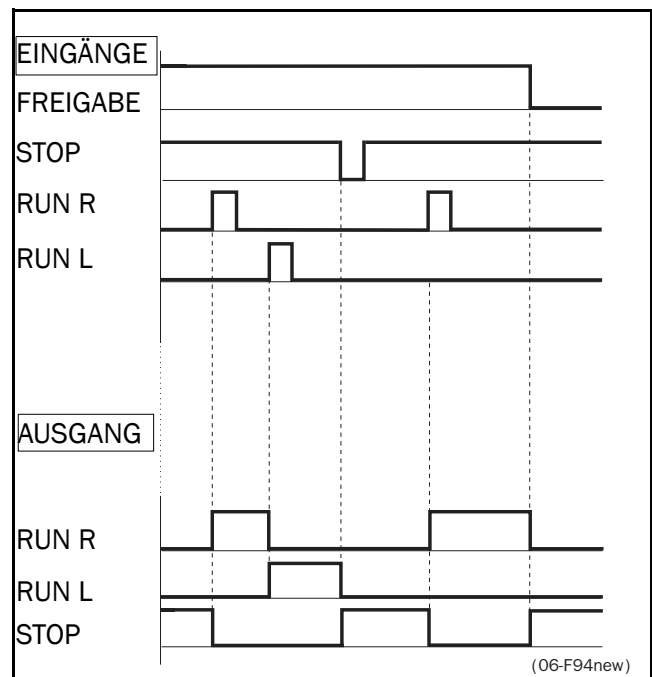 EINGÄNGE
FREIGABE
STOP
RUN R
RUN L
AUSGANG
RUN R
RUN L
STOP
(06-F94new)